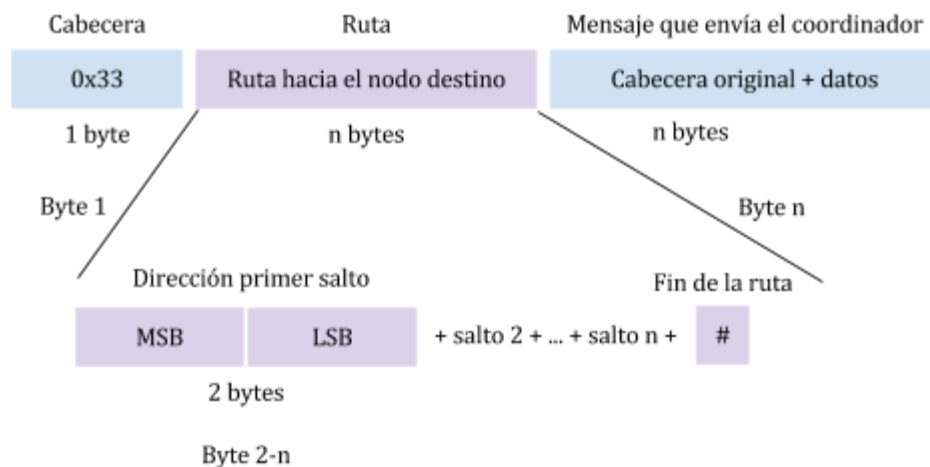 Cabecera
Ruta
Mensaje que envía el coordinador
0x33
Ruta hacia el nodo destino
Cabecera original + datos
1 byte
n bytes
n bytes
Byte 1
Byte n
Dirección primer salto
Fin de la ruta
MSB
LSB
+ salto 2 + ... + salto n +
#
2 bytes
Byte 2-n